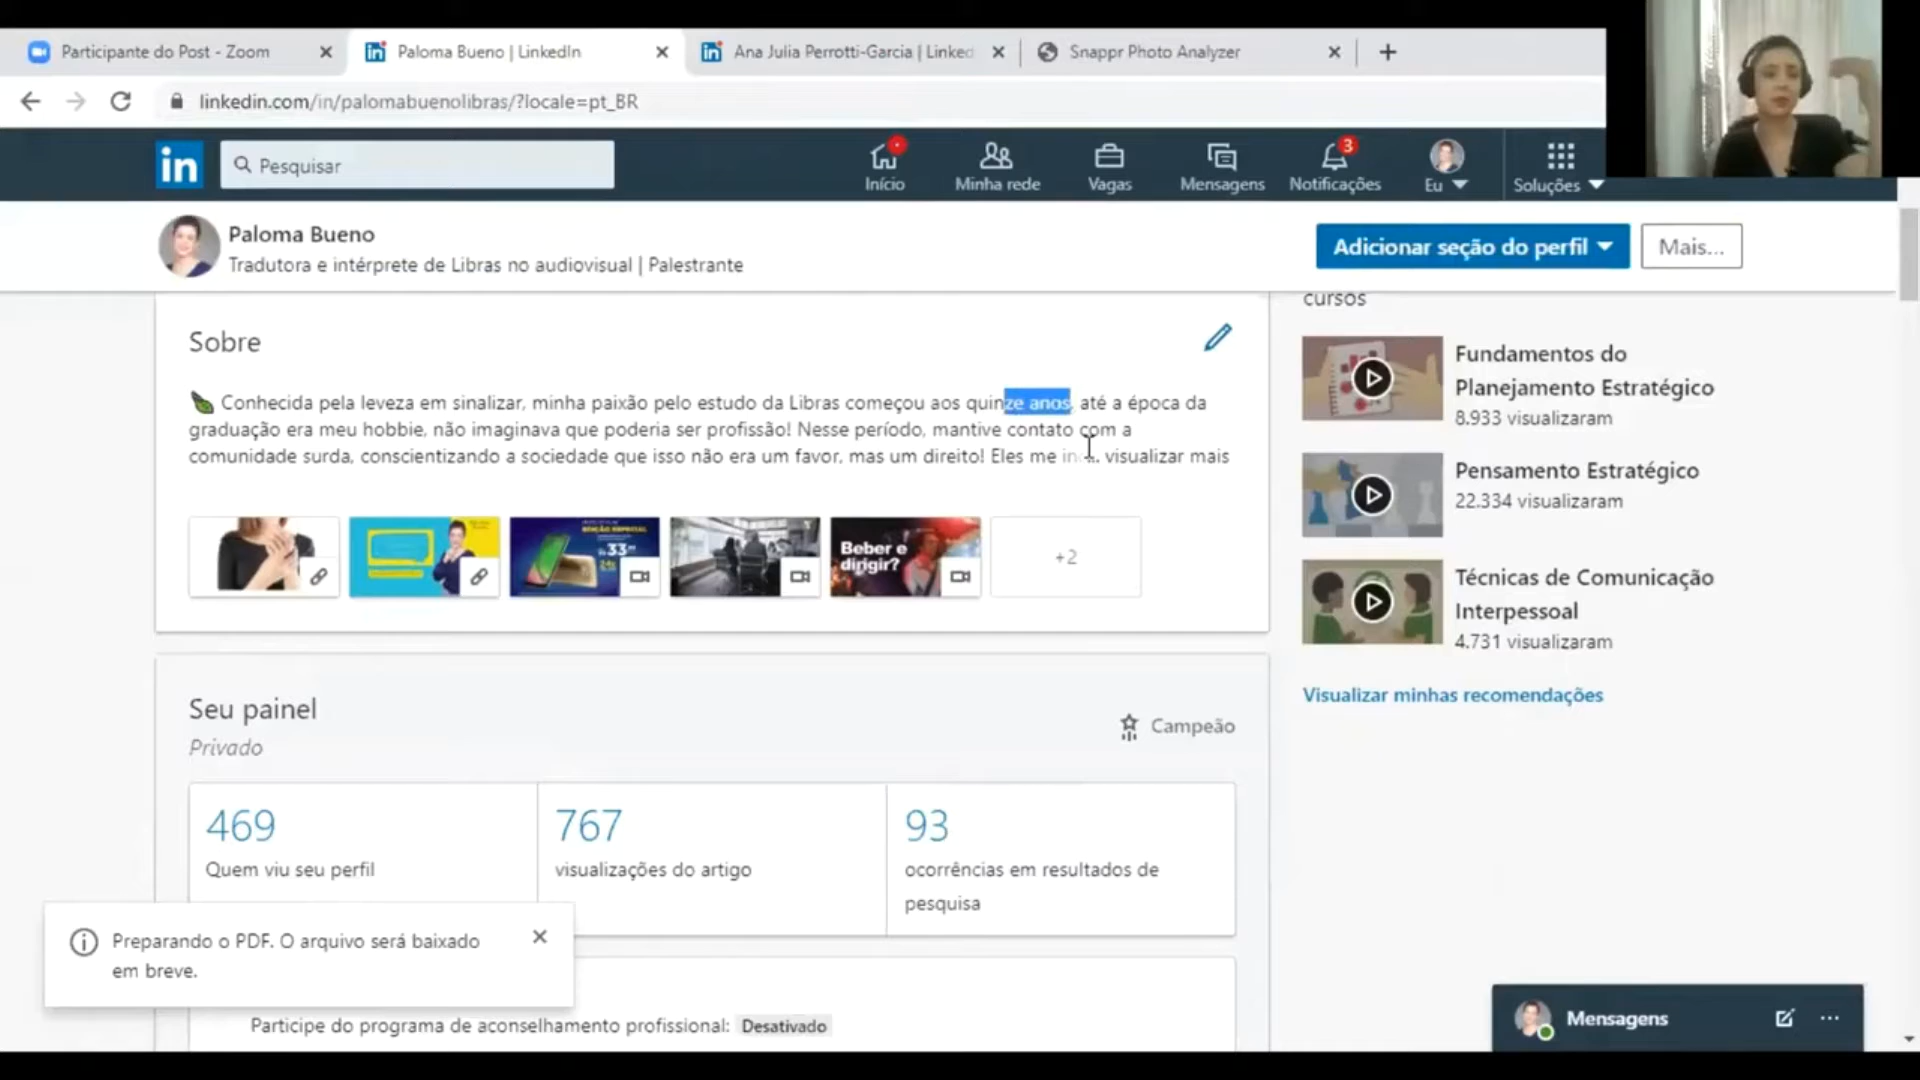 Participante do Post - Zoom
Paloma Bueno | LinkedIn
Ana Julia Perrotti-Garcia | Linked
Snappr Photo Analyzer
linkedin.com/in/palomabuenolibras/?locale=pt_BR
in
Pesquisar
Início
Minha rede
Vagas
Mensagens
3
Notificações
Eu
Soluções
Paloma Bueno
Tradutora e intérprete de Libras no audiovisual | Palestrante
Adicionar seção do perfil
Mais...
Sobre
Conhecida pela leveza em sinalizar, minha paixão pelo estudo da Libras começou aos quinze anos, até a época da
graduação era meu hobbie, não imaginava que poderia ser profissão! Nesse período, mantive contato com a
comunidade surda, conscientizando a sociedade que isso não era um favor, mas um direito! Eles me in... visualizar mais
EDIÇÃO ESPECIAL
33
Beber e
dirigir?
+2
Seu painel
Privado
Campeão
469
Quem viu seu perfil
767
visualizações do artigo
93
ocorrências em resultados de
pesquisa
Preparando o PDF. O arquivo será baixado
em breve.
Participe do programa de aconselhamento profissional: Desativado
cursos
Fundamentos do
Planejamento Estratégico
8.933 visualizaram
Pensamento Estratégico
22.334 visualizaram
Técnicas de Comunicação
Interpessoal
4.731 visualizaram
Visualizar minhas recomendações
Mensagens